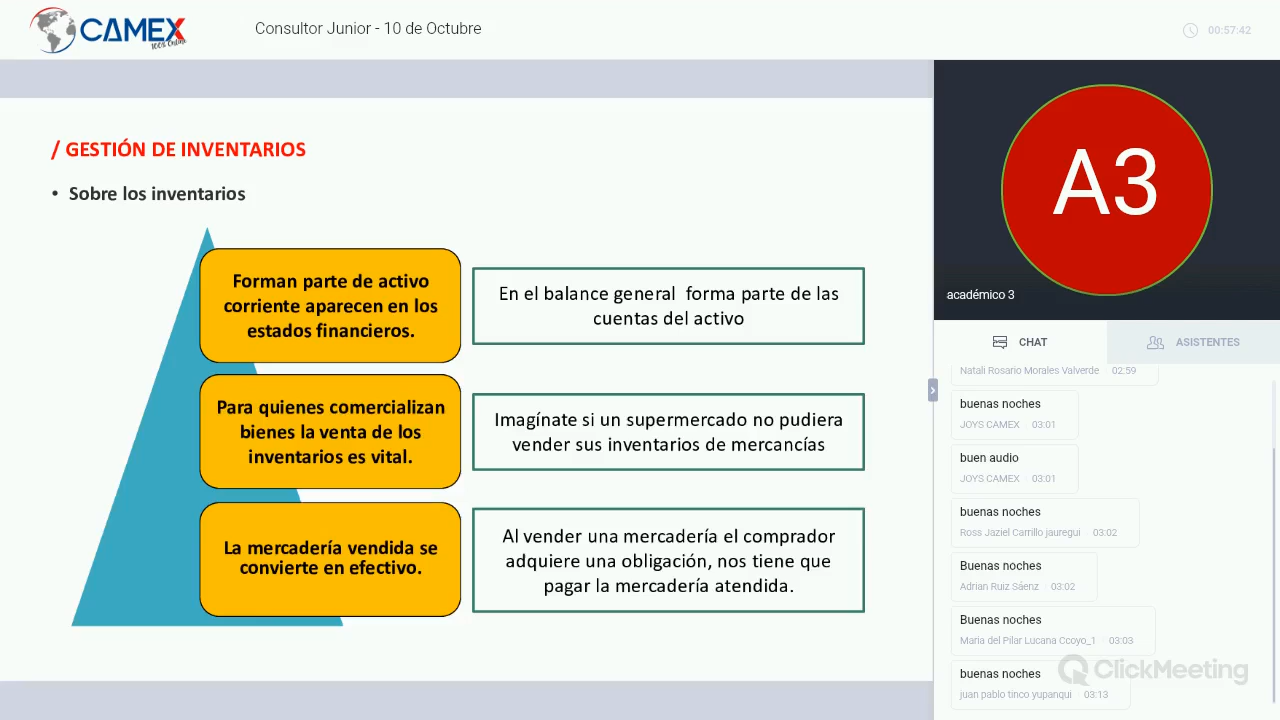 CAMEX
100% Online
Consultor Junior - 10 de Octubre
00:57:42
/ GESTIÓN DE INVENTARIOS
• Sobre los inventarios
Forman parte de activo
corriente aparecen en los
estados financieros.
En el balance general forma parte de las
cuentas del activo
Para quienes comercializan
bienes la venta de los
inventarios es vital.
Imagínate si un supermercado no pudiera
vender sus inventarios de mercancías
La mercadería vendida se
convierte en efectivo.
Al vender una mercadería el comprador
adquiere una obligación, nos tiene que
pagar la mercadería atendida.
A3
académico 3
CHAT
ASISTENTES
Natali Rosario Morales Valverde 02:59
buenas noches
JOYS CAMEX 03:01
buen audio
JOYS CAMEX 03:01
buenas noches
Ross Jaziel Carrillo jauregui 03:02
Buenas noches
Adrian Ruiz Sáenz 03:02
Buenas noches
Maria del Pilar Lucana Ccoyo_1 03:03
buenas noches
juan pablo tinco yupanqui 03:13
ClickMeeting